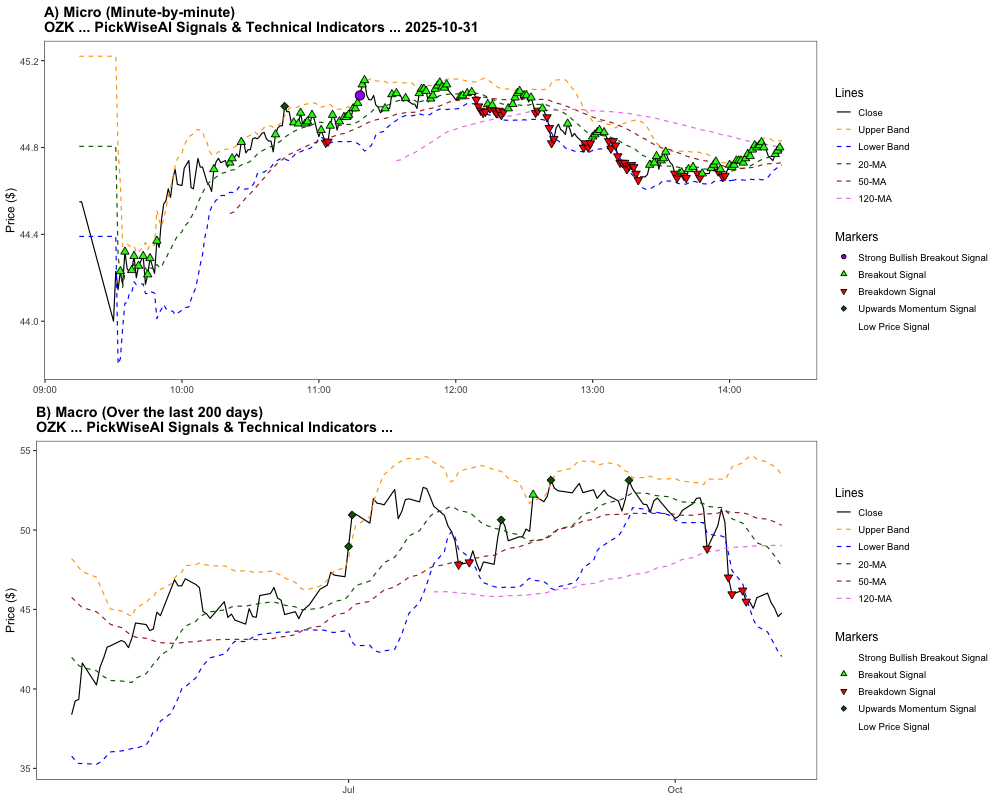 A) Micro (Minute-by-minute)
OZK ... PickWiseAI Signals & Technical Indicators ... 2025-10-31
Price ($)
45.2
44.8
44.4
44.0
09:00
10:00
11:00
12:00
13:00
14:00
Lines
Close
Upper Band
Lower Band
20-MA
50-MA
120-MA
Markers
Strong Bullish Breakout Signal
Breakout Signal
Breakdown Signal
Upwards Momentum Signal
Low Price Signal
B) Macro (Over the last 200 days)
OZK ... PickWiseAI Signals & Technical Indicators ...
Price ($)
55
50
45
40
35
Jul
Oct
Lines
Close
Upper Band
Lower Band
20-MA
50-MA
120-MA
Markers
Strong Bullish Breakout Signal
Breakout Signal
Breakdown Signal
Upwards Momentum Signal
Low Price Signal